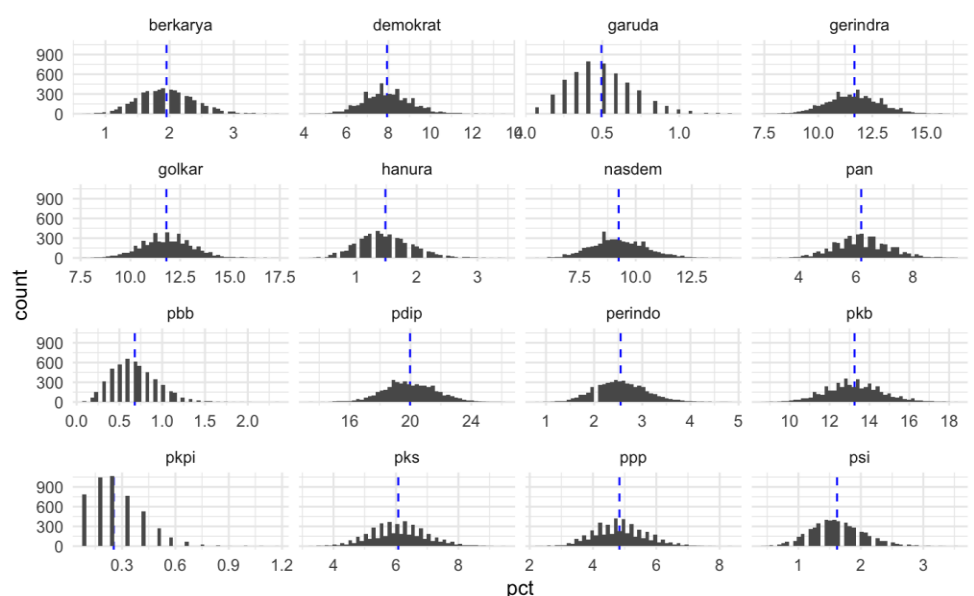 berkarya demokrat garuda gerindra
900
600
300
0
1 2 3 4 6 8 10 12 14 0.0 0.5 1.0 7.5 10.0 12.5 15.0
golkar hanura nasdem pan
900
600
300
0
7.5 10.0 12.5 15.0 17.5 1 2 3 7.5 10.0 12.5 4 6 8
pbb pdip perindo pkb
900
600
300
0
0.0 0.5 1.0 1.5 2.0 16 20 24 1 2 3 4 5 10 12 14 16 18
pkpi pks ppp psi
900
600
300
0
0.3 0.6 0.9 1.2 4 6 8 2 4 6 8 1 2 3
count
pct